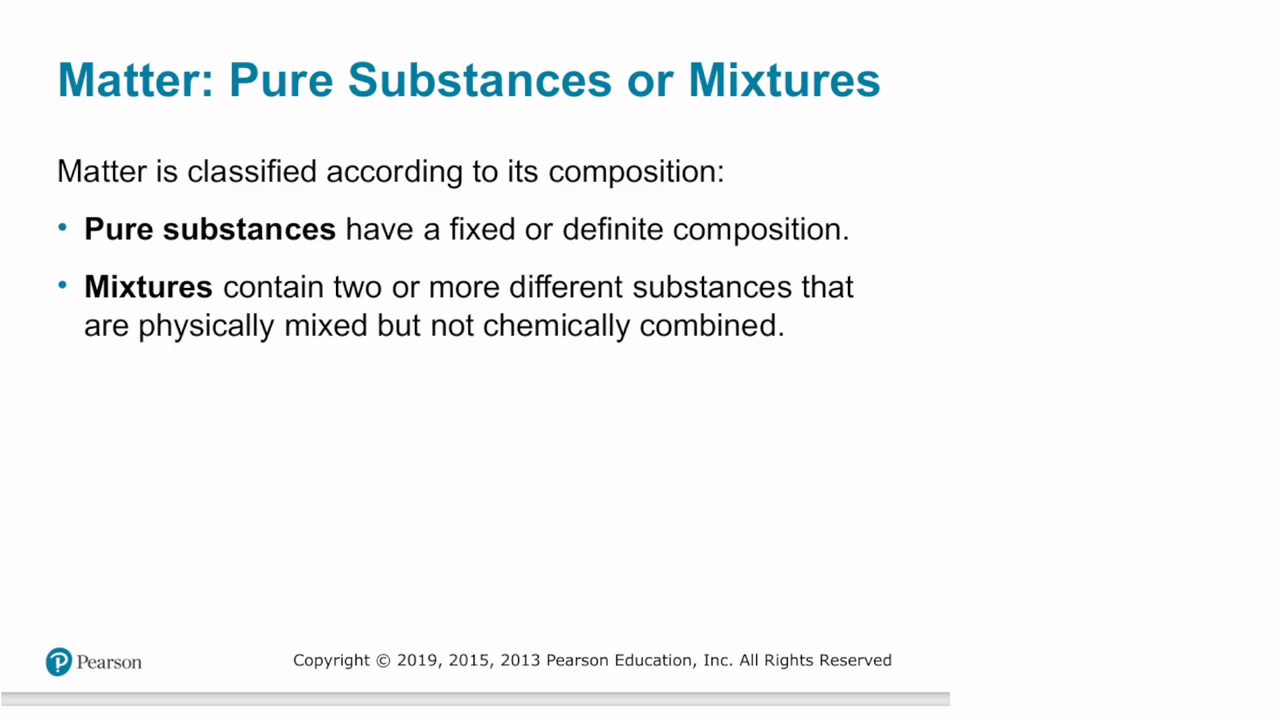 Matter: Pure Substances or Mixtures
Matter is classified according to its composition:
• Pure substances have a fixed or definite composition.
• Mixtures contain two or more different substances that
are physically mixed but not chemically combined.
Pearson
Copyright © 2019, 2015, 2013 Pearson Education, Inc. All Rights Reserved